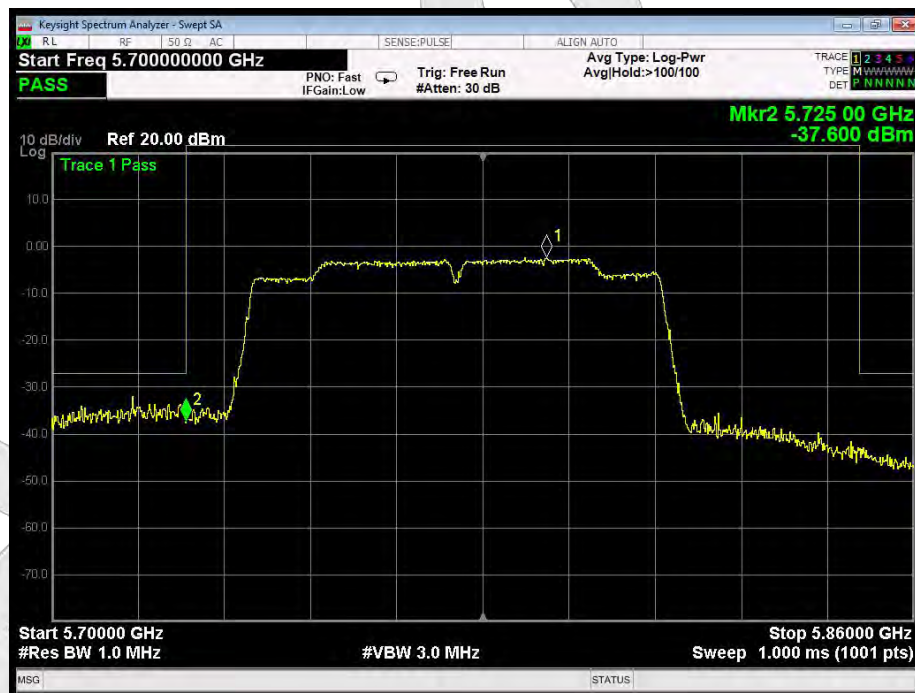 Keysight Spectrum Analyzer - Swept SA
LXI RL RF 50 Ω AC SENSE:PULSE ALIGN AUTO
Start Freq 5.700000000 GHz
PASS
PNO: Fast
IFGain:Low
Trig: Free Run
#Atten: 30 dB
Avg Type: Log-Pwr
Avg|Hold:>100/100
TRACE 1 2 3 4 5 6
TYPE M WWWWW
DET P N N N N N
Mkr2 5.725 00 GHz
-37.600 dBm
10 dB/div Ref 20.00 dBm
Log
Trace 1 Pass
10.0
0.00
-10.0
-20.0
-30.0
-40.0
-50.0
-60.0
-70.0
1
2
Start 5.70000 GHz
#Res BW 1.0 MHz
#VBW 3.0 MHz
Stop 5.86000 GHz
Sweep 1.000 ms (1001 pts)
MSG STATUS